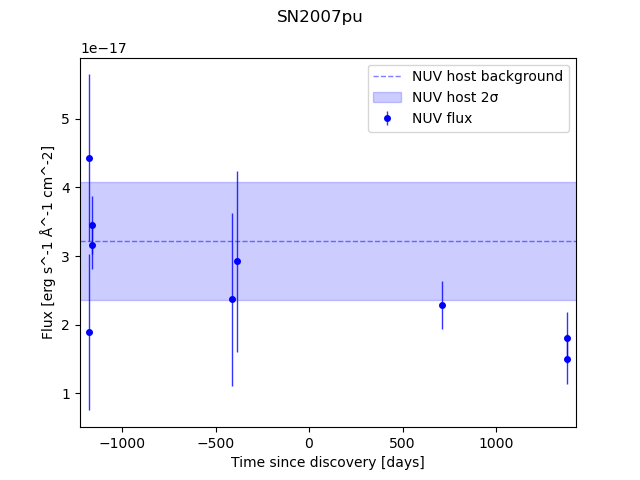 SN2007pu
1e−17
NUV host background
NUV host 2σ
NUV flux
5
4
3
2
1
Flux [erg s^-1 Å^-1 cm^-2]
−1000
−500
0
500
1000
Time since discovery [days]